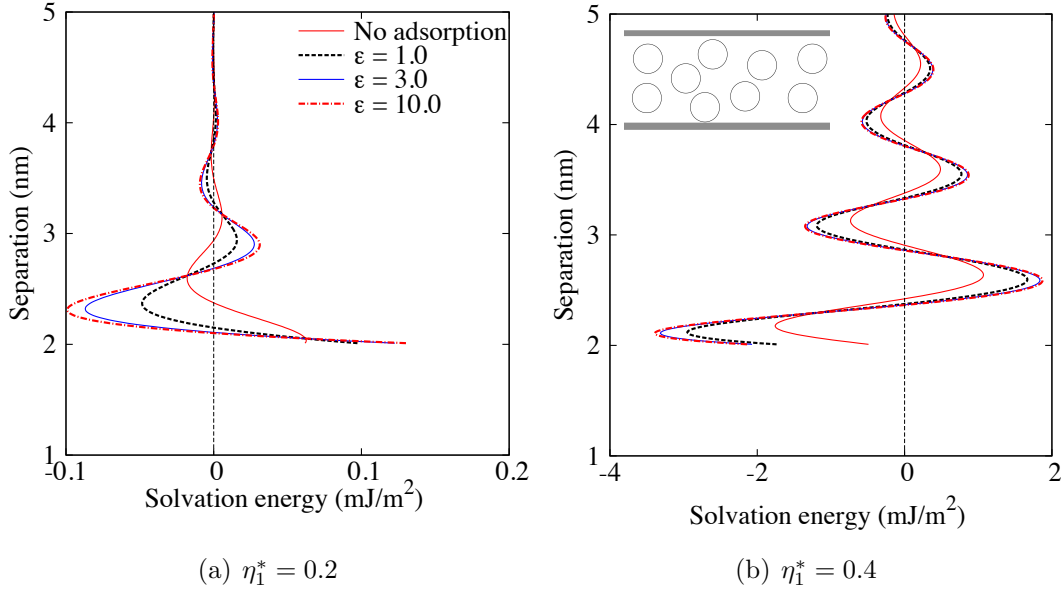 5
4
3
2
1
Separation (nm)
-0.1
0
0.1
0.2
Solvation energy (mJ/m²)
No adsorption
ε = 1.0
ε = 3.0
ε = 10.0
(a) η₁* = 0.2
5
4
3
2
1
Separation (nm)
-4
-2
0
2
Solvation energy (mJ/m²)
(b) η₁* = 0.4